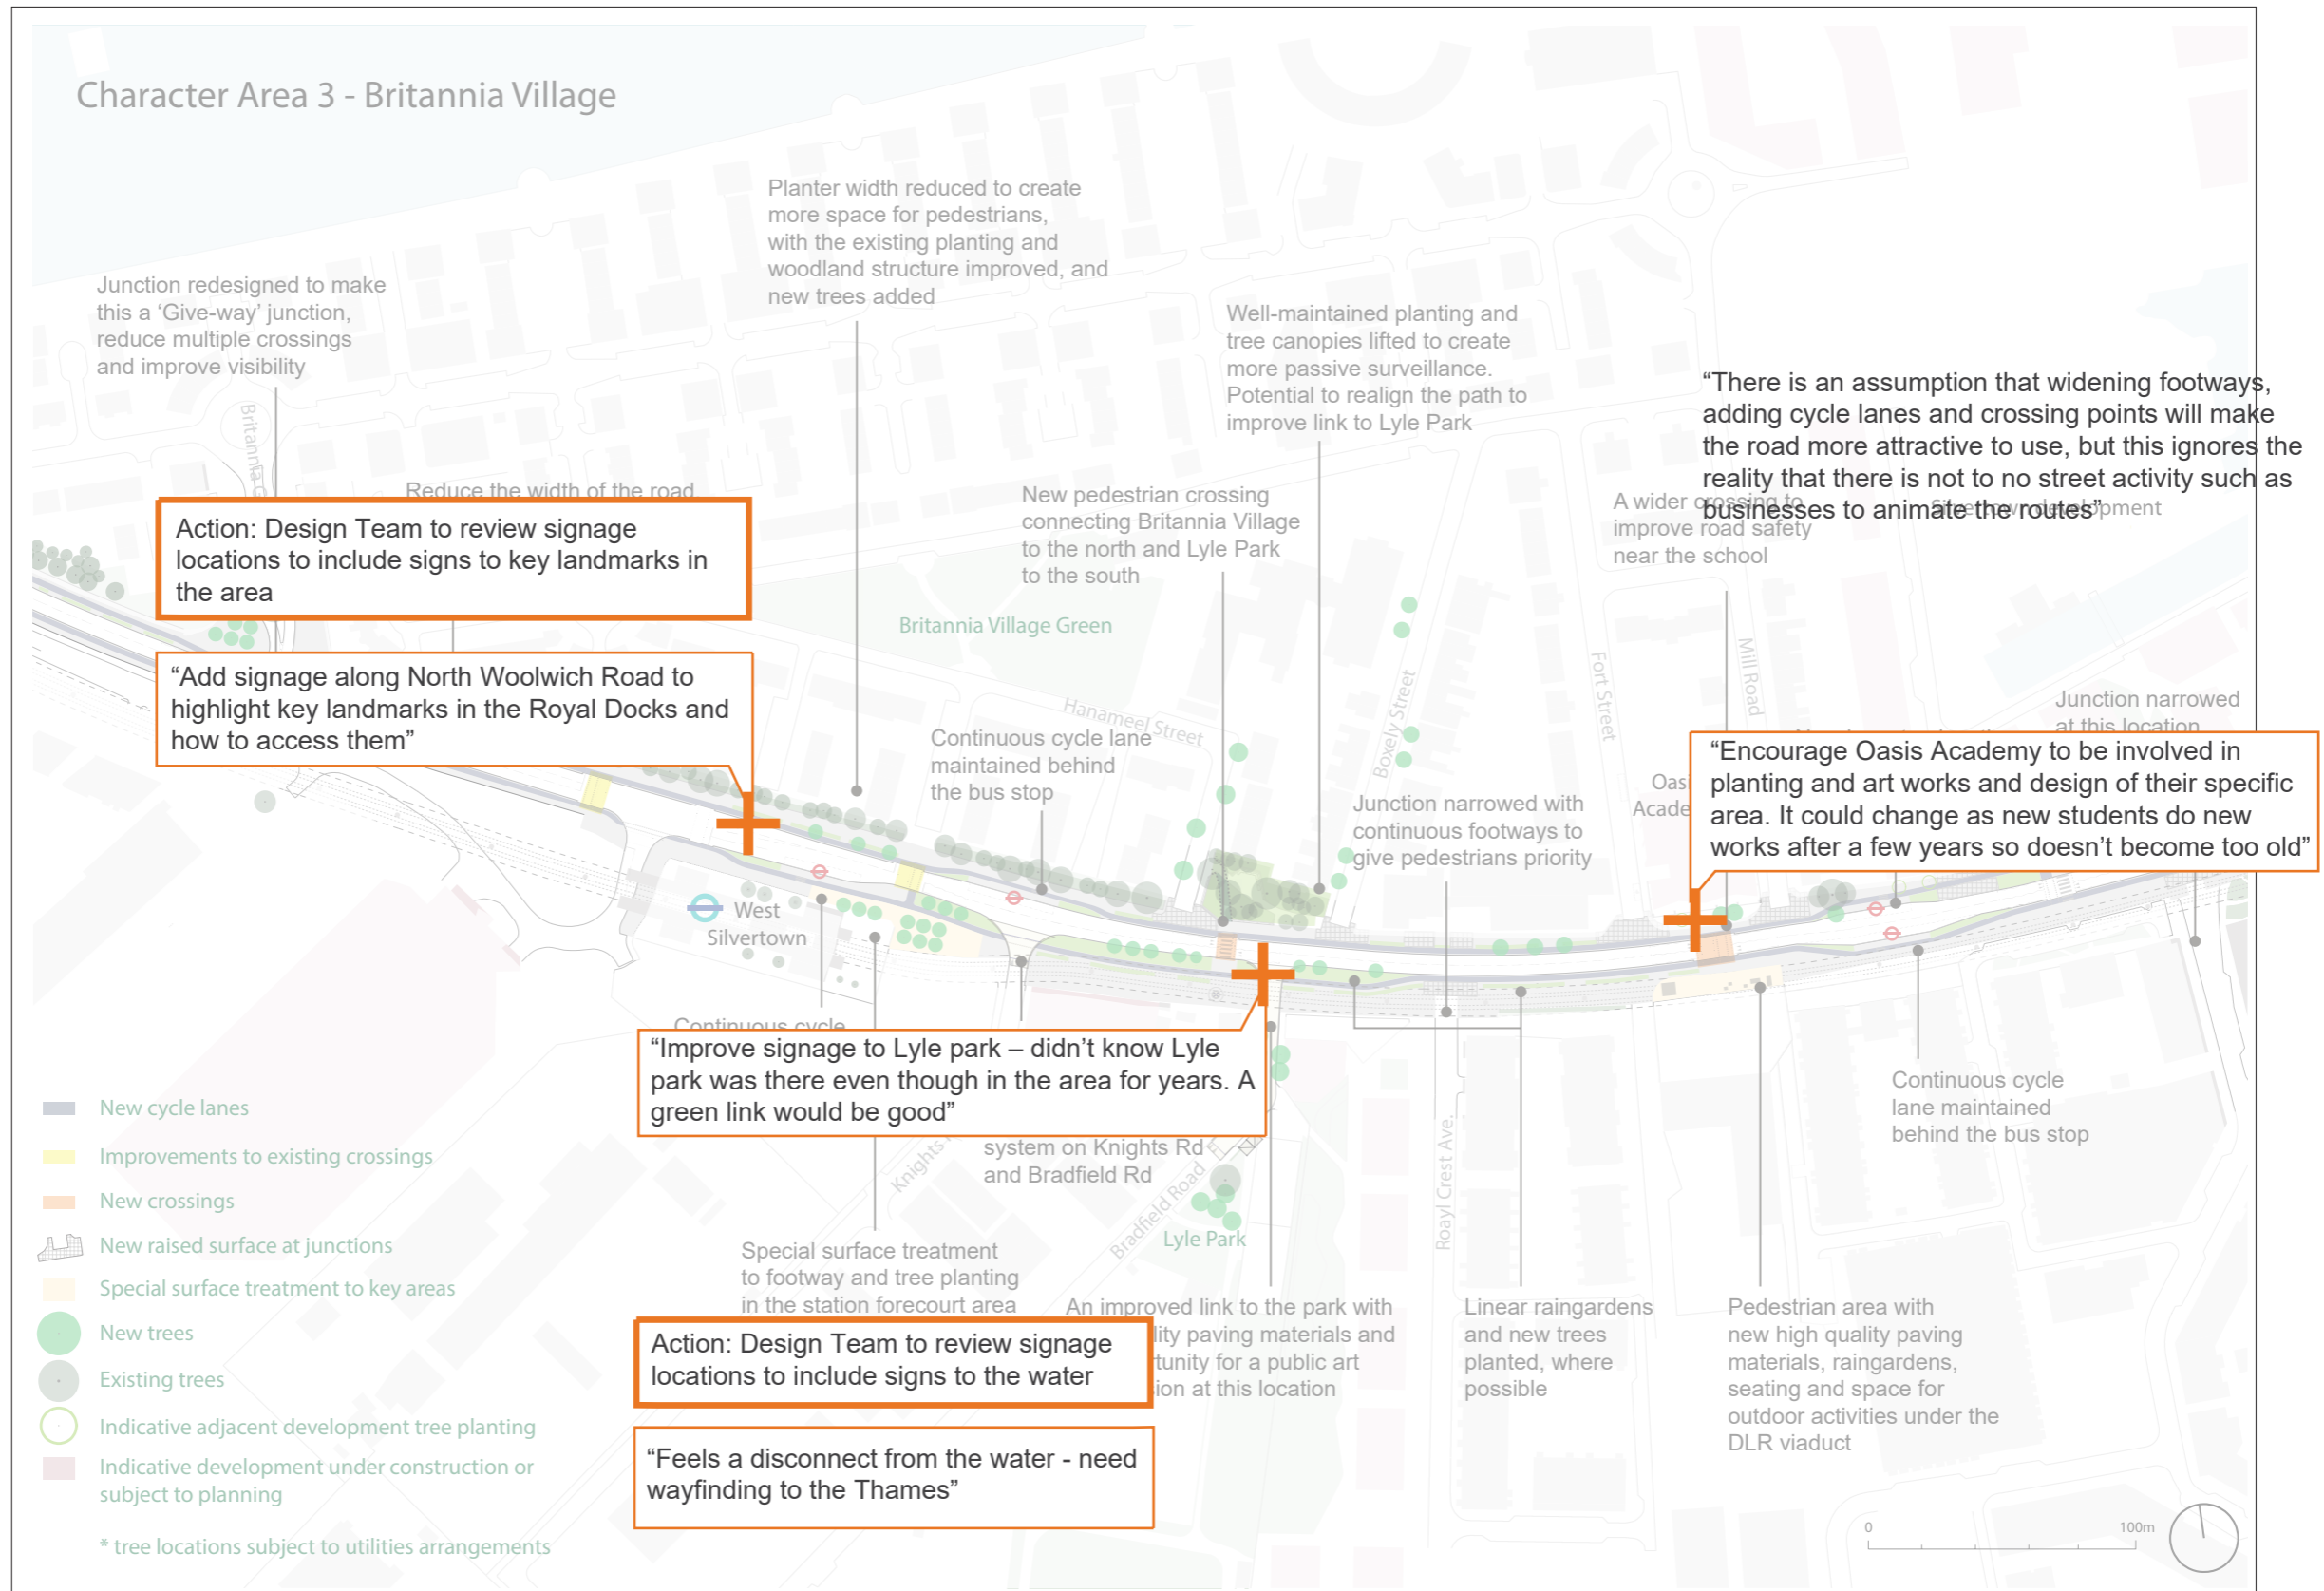 Character Area 3 - Britannia Village
Planter width reduced to create
more space for pedestrians,
with the existing planting and
woodland structure improved, and
new trees added
Junction redesigned to make
this a ‘Give-way’ junction,
reduce multiple crossings
and improve visibility
Well-maintained planting and
tree canopies lifted to create
more passive surveillance.
Potential to realign the path to
improve link to Lyle Park
“There is an assumption that widening footways,
adding cycle lanes and crossing points will make
the road more attractive to use, but this ignores the
reality that there is not to no street activity such as
businesses to animate the routes”
Britannia
Reduce the width of the road
New pedestrian crossing
connecting Britannia Village
to the north and Lyle Park
to the south
A wider crossing to
improve road safety
near the school
Silvertown development
Action: Design Team to review signage
locations to include signs to key landmarks in
the area
Britannia Village Green
“Add signage along North Woolwich Road to
highlight key landmarks in the Royal Docks and
how to access them”
Hanameel Street
Boxely Street
Fort Street
Mill Road
Junction narrowed
at this location
Continuous cycle lane
maintained behind
the bus stop
Junction narrowed with
continuous footways to
give pedestrians priority
“Encourage Oasis Academy to be involved in
planting and art works and design of their specific
area. It could change as new students do new
works after a few years so doesn’t become too old”
West
Silvertown
Continuous cycle
“Improve signage to Lyle park – didn’t know Lyle
park was there even though in the area for years. A
green link would be good”
system on Knights Rd
and Bradfield Rd
Knights
Bradfield Road
Lyle Park
Roayl Crest Ave.
Continuous cycle
lane maintained
behind the bus stop
Special surface treatment
to footway and tree planting
in the station forecourt area
An improved link to the park with
paving materials and
for a public art
at this location
Linear raingardens
and new trees
planted, where
possible
Pedestrian area with
new high quality paving
materials, raingardens,
seating and space for
outdoor activities under the
DLR viaduct
Action: Design Team to review signage
locations to include signs to the water
“Feels a disconnect from the water - need
wayfinding to the Thames”
New cycle lanes
Improvements to existing crossings
New crossings
New raised surface at junctions
Special surface treatment to key areas
New trees
Existing trees
Indicative adjacent development tree planting
Indicative development under construction or
subject to planning
* tree locations subject to utilities arrangements
0
100m